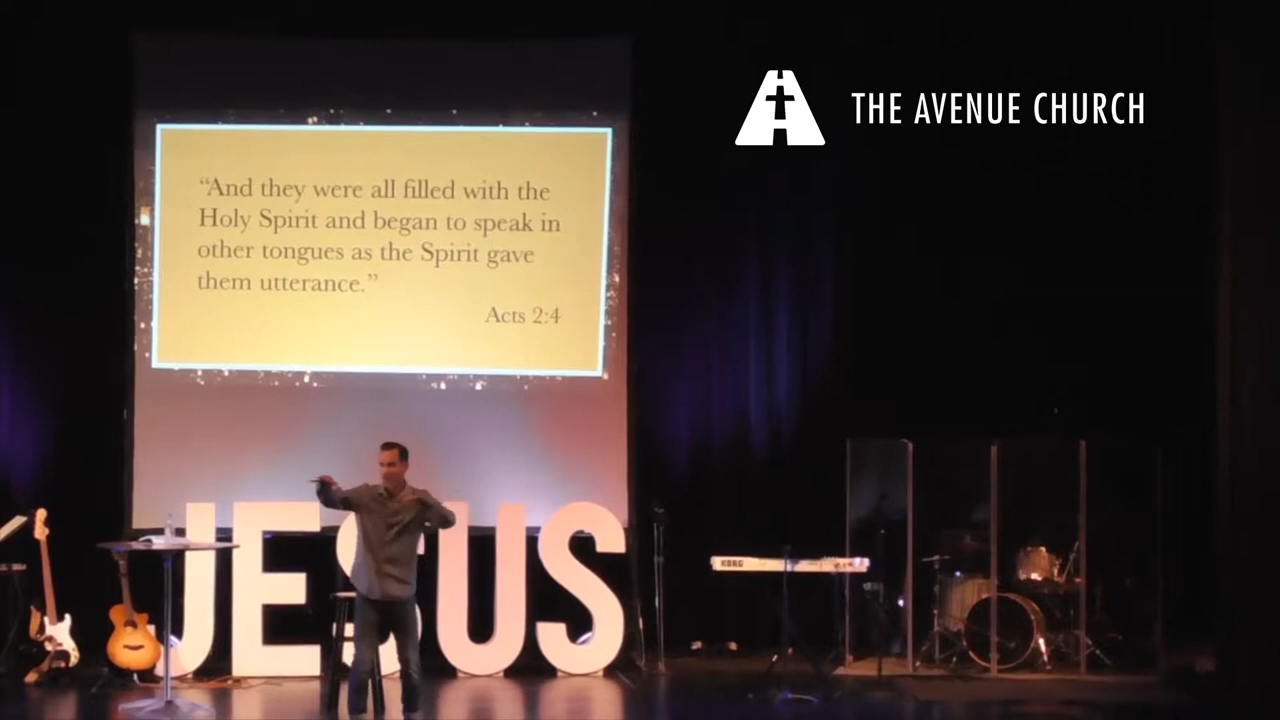 THE AVENUE CHURCH
“And they were all filled with the
Holy Spirit and began to speak in
other tongues as the Spirit gave
them utterance.”
Acts 2:4
JESUS
KORG